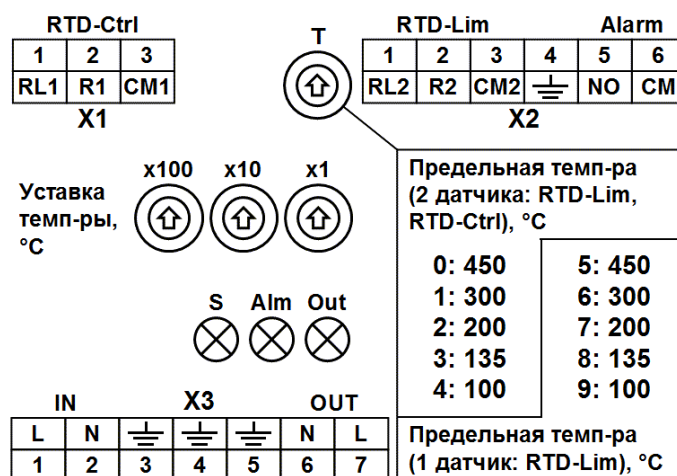 RTD-Ctrl
1 2 3
RL1 R1 CM1
X1
T
RTD-Lim Alarm
1 2 3 4 5 6
RL2 R2 CM2 NO CM
X2
Уставка
темп-ры,
°C
x100 x10 x1
Предельная темп-ра
(2 датчика: RTD-Lim,
RTD-Ctrl), °C
0: 450
1: 300
2: 200
3: 135
4: 100
5: 450
6: 300
7: 200
8: 135
9: 100
Предельная темп-ра
(1 датчик: RTD-Lim), °C
S Alm Out
IN X3 OUT
L N N L
1 2 3 4 5 6 7